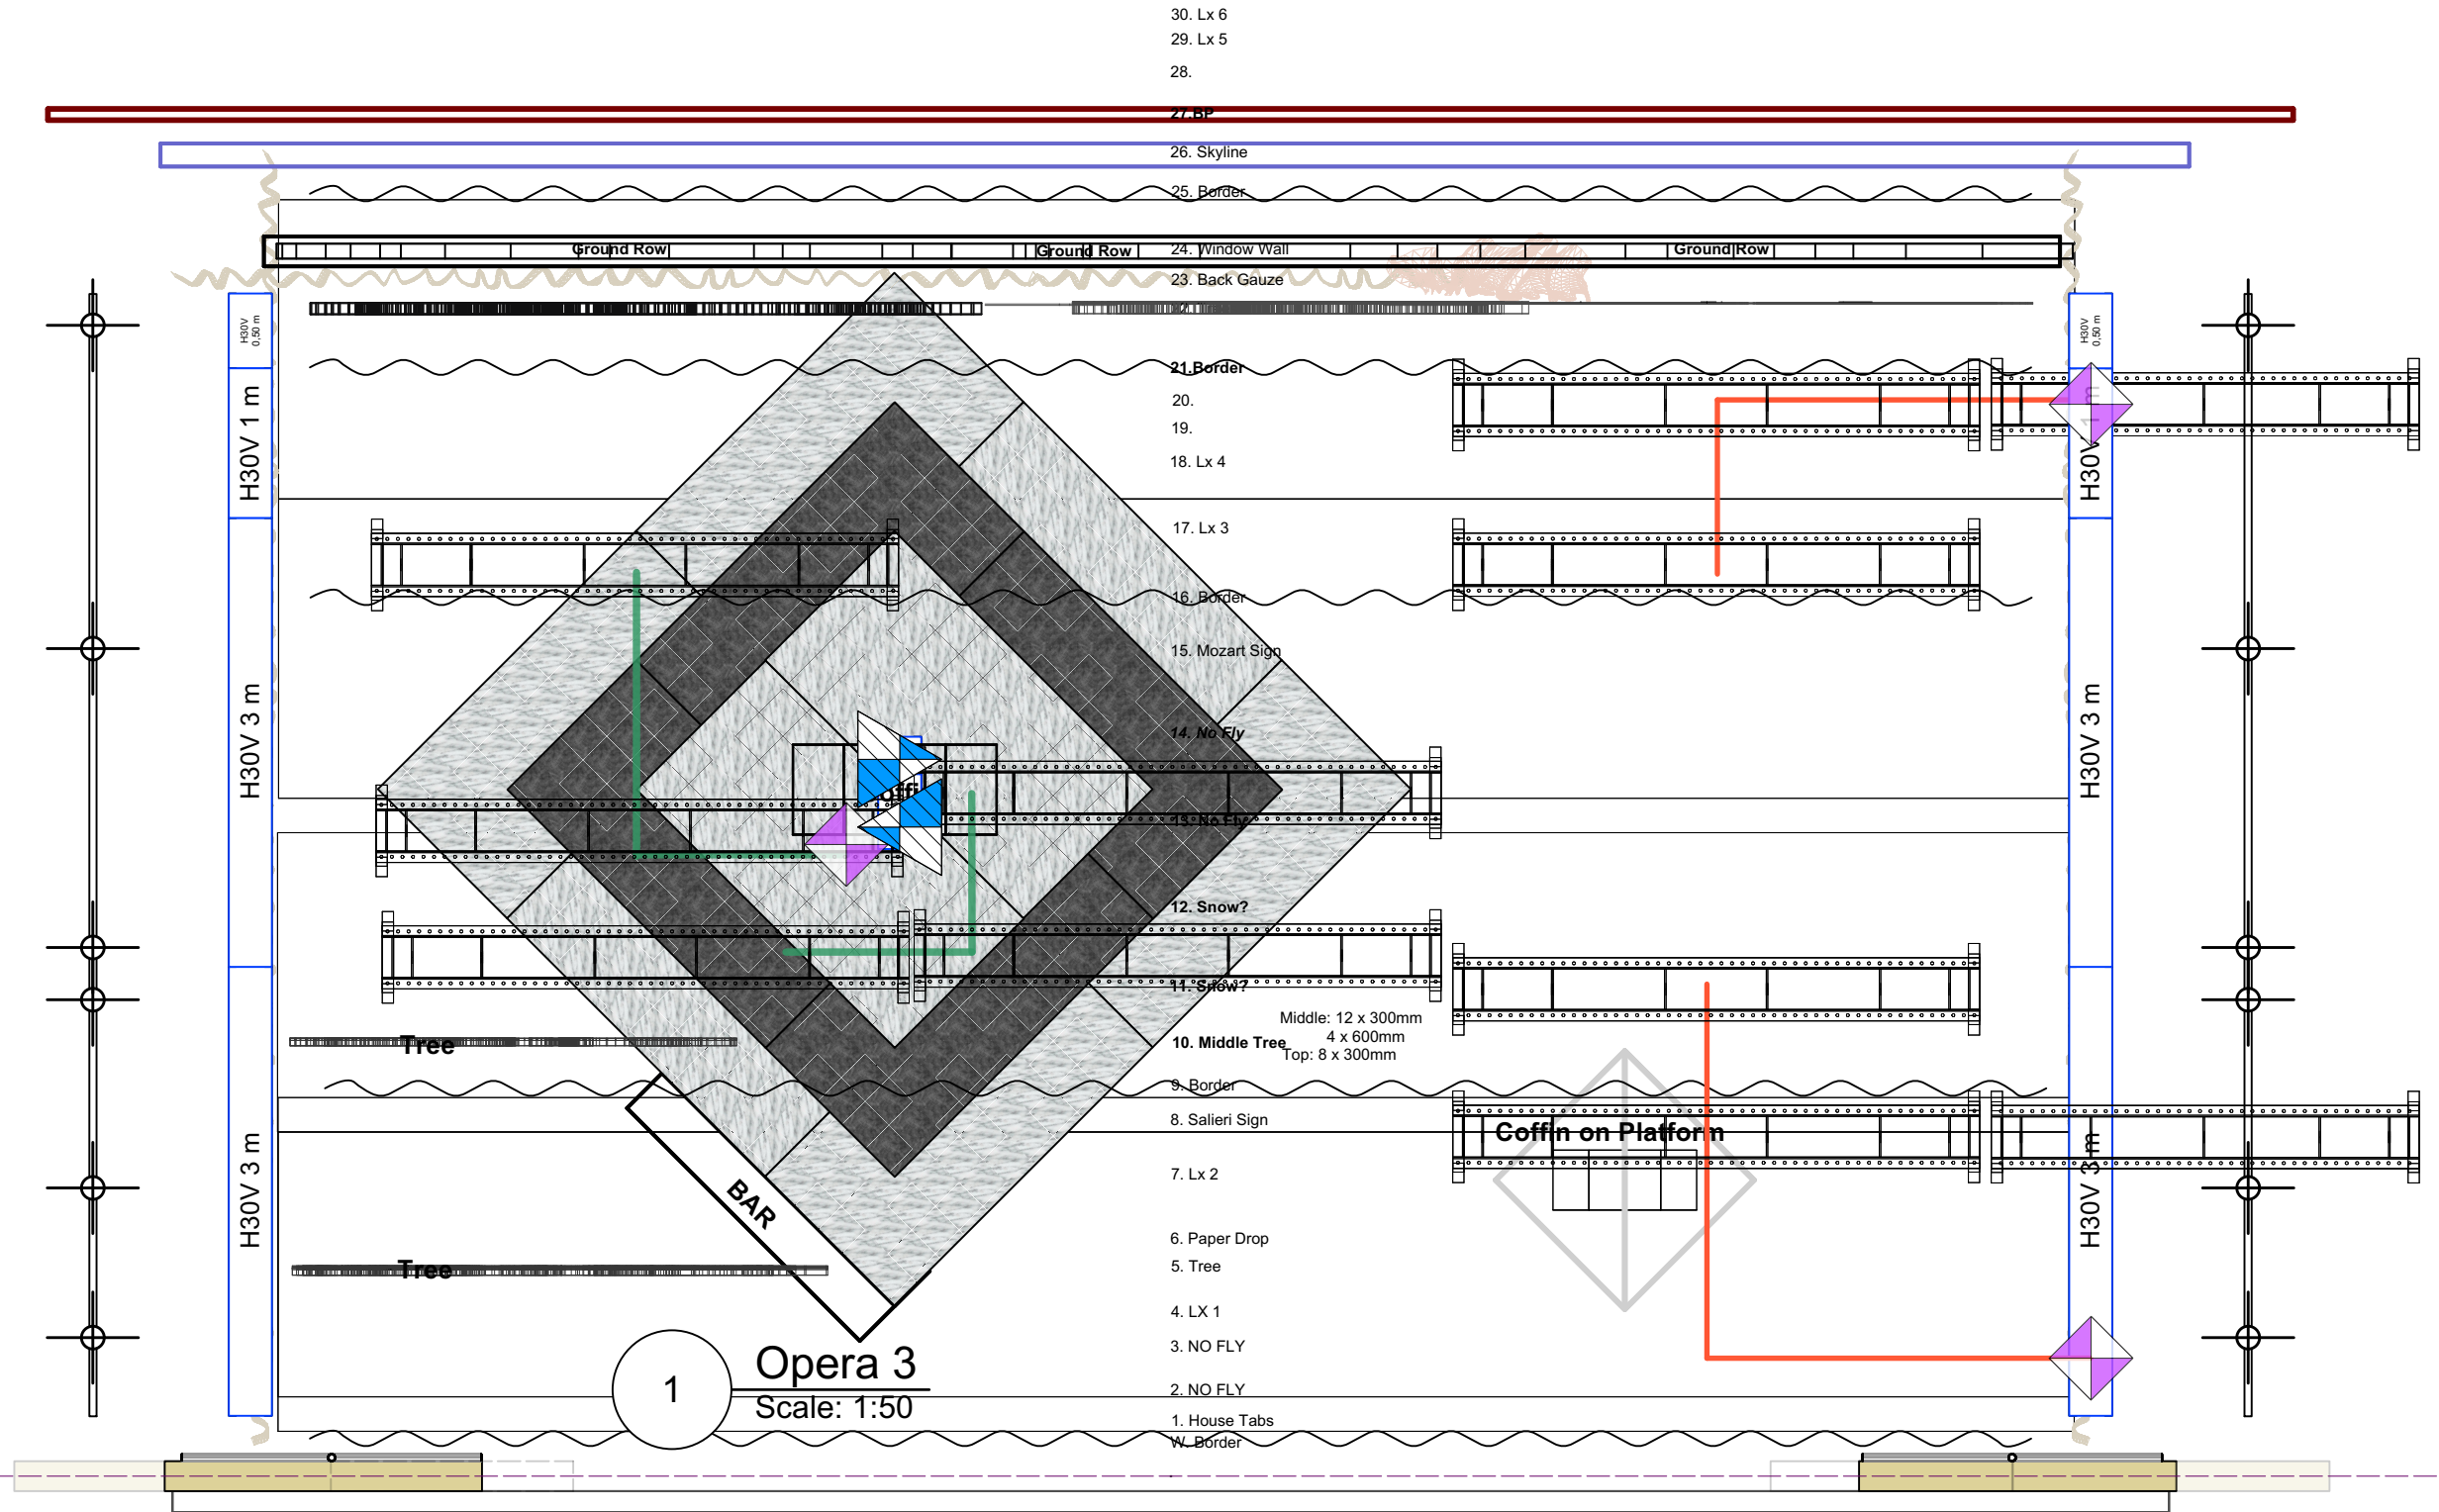 30. Lx 6
29. Lx 5
28.
27.BP
26. Skyline
25. Border
Ground Row
Ground Row
24. Window Wall
Ground Row
23. Back Gauze
H30V
0,50 m
H30V
0,50 m
21.Border
20.
19.
H30V 1 m
18. Lx 4
17. Lx 3
16. Border
15. Mozart Sign
14. No Fly
H30V 3 m
H30V 3 m
13. No Fly
12. Snow?
11. Snow?
Middle: 12 x 300mm
4 x 600mm
Top: 8 x 300mm
10. Middle Tree
Tree
9. Border
8. Salieri Sign
Coffin on Platform
7. Lx 2
H30V 3 m
H30V 3 m
BAR
6. Paper Drop
5. Tree
Tree
4. LX 1
3. NO FLY
Opera 3
1
Scale: 1:50
2. NO FLY
1. House Tabs
W. Border